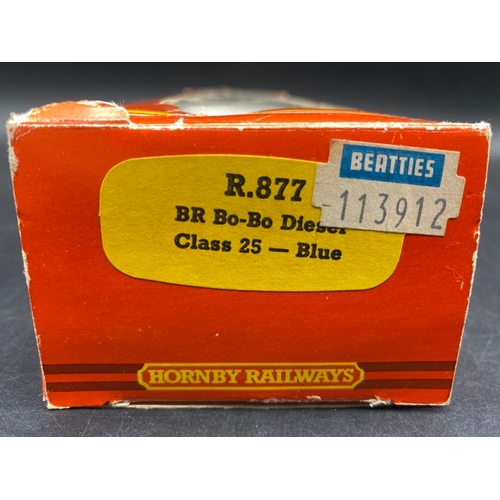 R.877
BR Bo-Bo Diesel
Class 25 — Blue
BEATTIES
-113912
HORNBY RAILWAYS